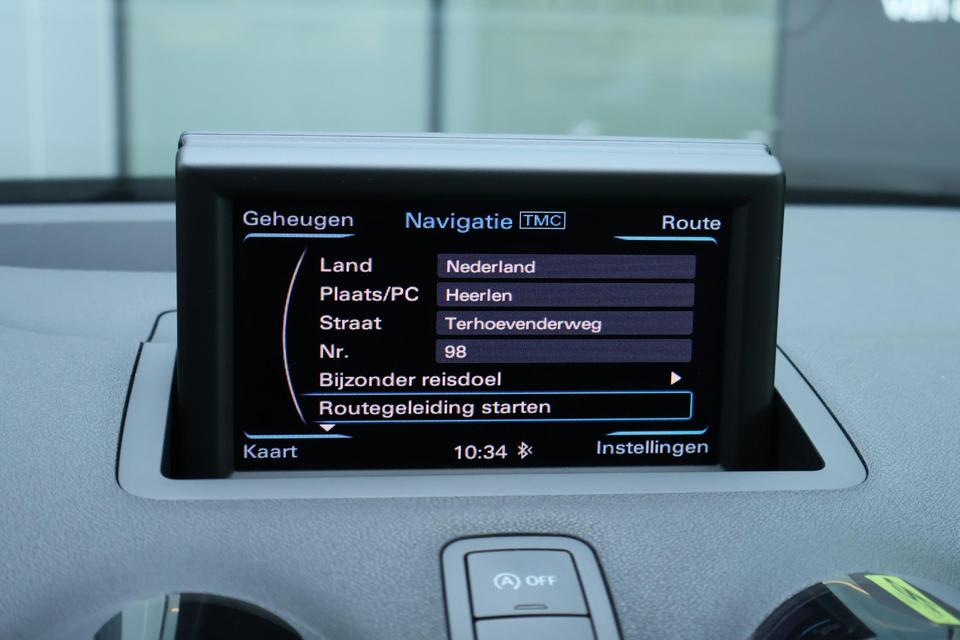 van
Geheugen Navigatie TMC Route
Land Nederland
Plaats/PC Heerlen
Straat Terhoevenderweg
Nr. 98
Bijzonder reisdoel
Routegeleiding starten
Kaart 10:34 Instellingen
A OFF